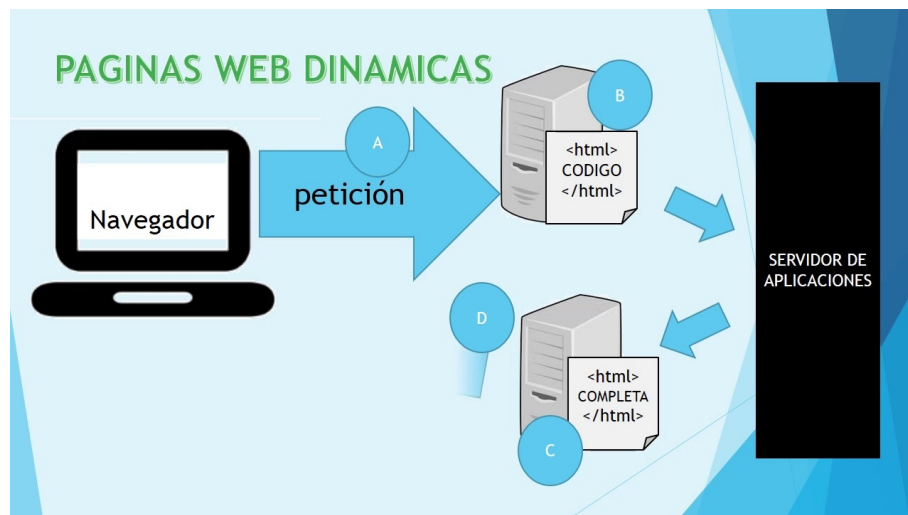 PAGINAS WEB DINAMICAS
A
B
<html>
CODIGO
</html>
petición
Navegador
SERVIDOR DE
APLICACIONES
D
<html>
COMPLETA
</html>
C